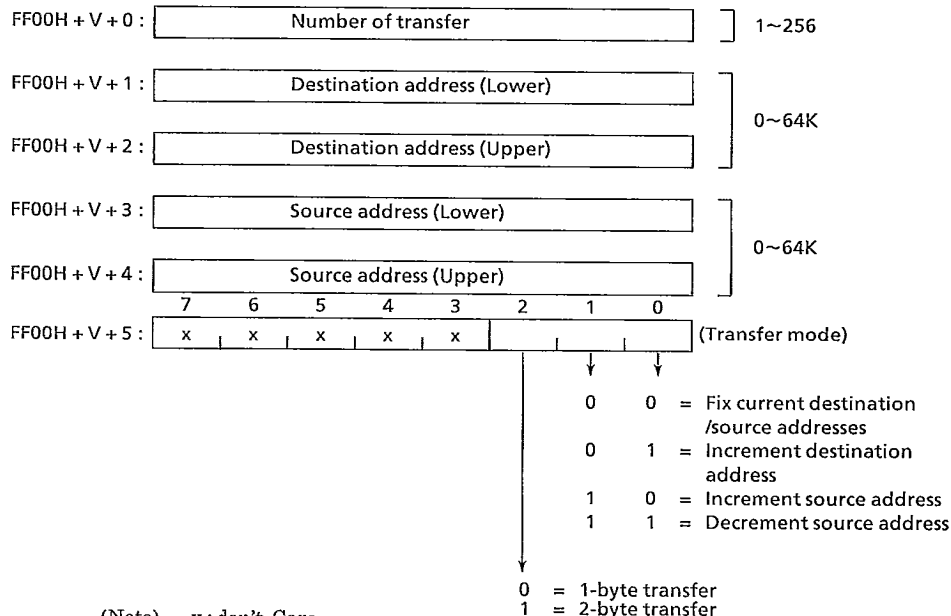 FF00H + V + 0 : Number of transfer 1~256
FF00H + V + 1 : Destination address (Lower)
0~64K
FF00H + V + 2 : Destination address (Upper)
FF00H + V + 3 : Source address (Lower)
0~64K
FF00H + V + 4 : Source address (Upper)
7 6 5 4 3 2 1 0
FF00H + V + 5 : x x x x x (Transfer mode)
0 0 = Fix current destination
/source addresses
0 1 = Increment destination
address
1 0 = Increment source address
1 1 = Decrement source address
0 = 1-byte transfer
1 = 2-byte transfer
(Note) x : don't Care